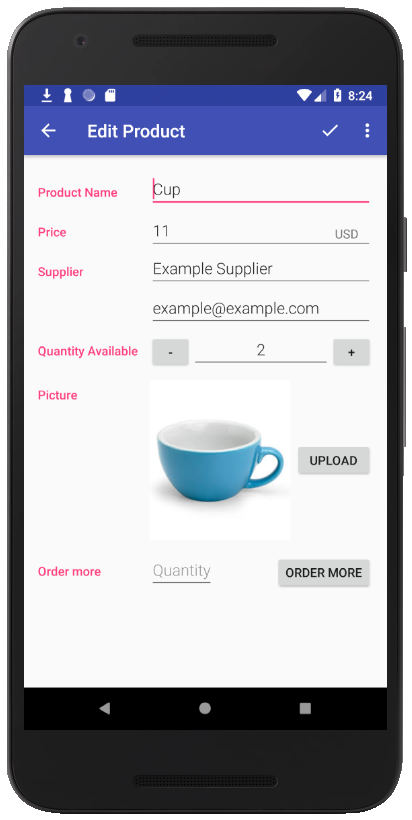 8:24
Edit Product
Product Name Cup
Price 11 USD
Supplier Example Supplier
example@example.com
Quantity Available - 2 +
Picture
UPLOAD
Order more Quantity ORDER MORE